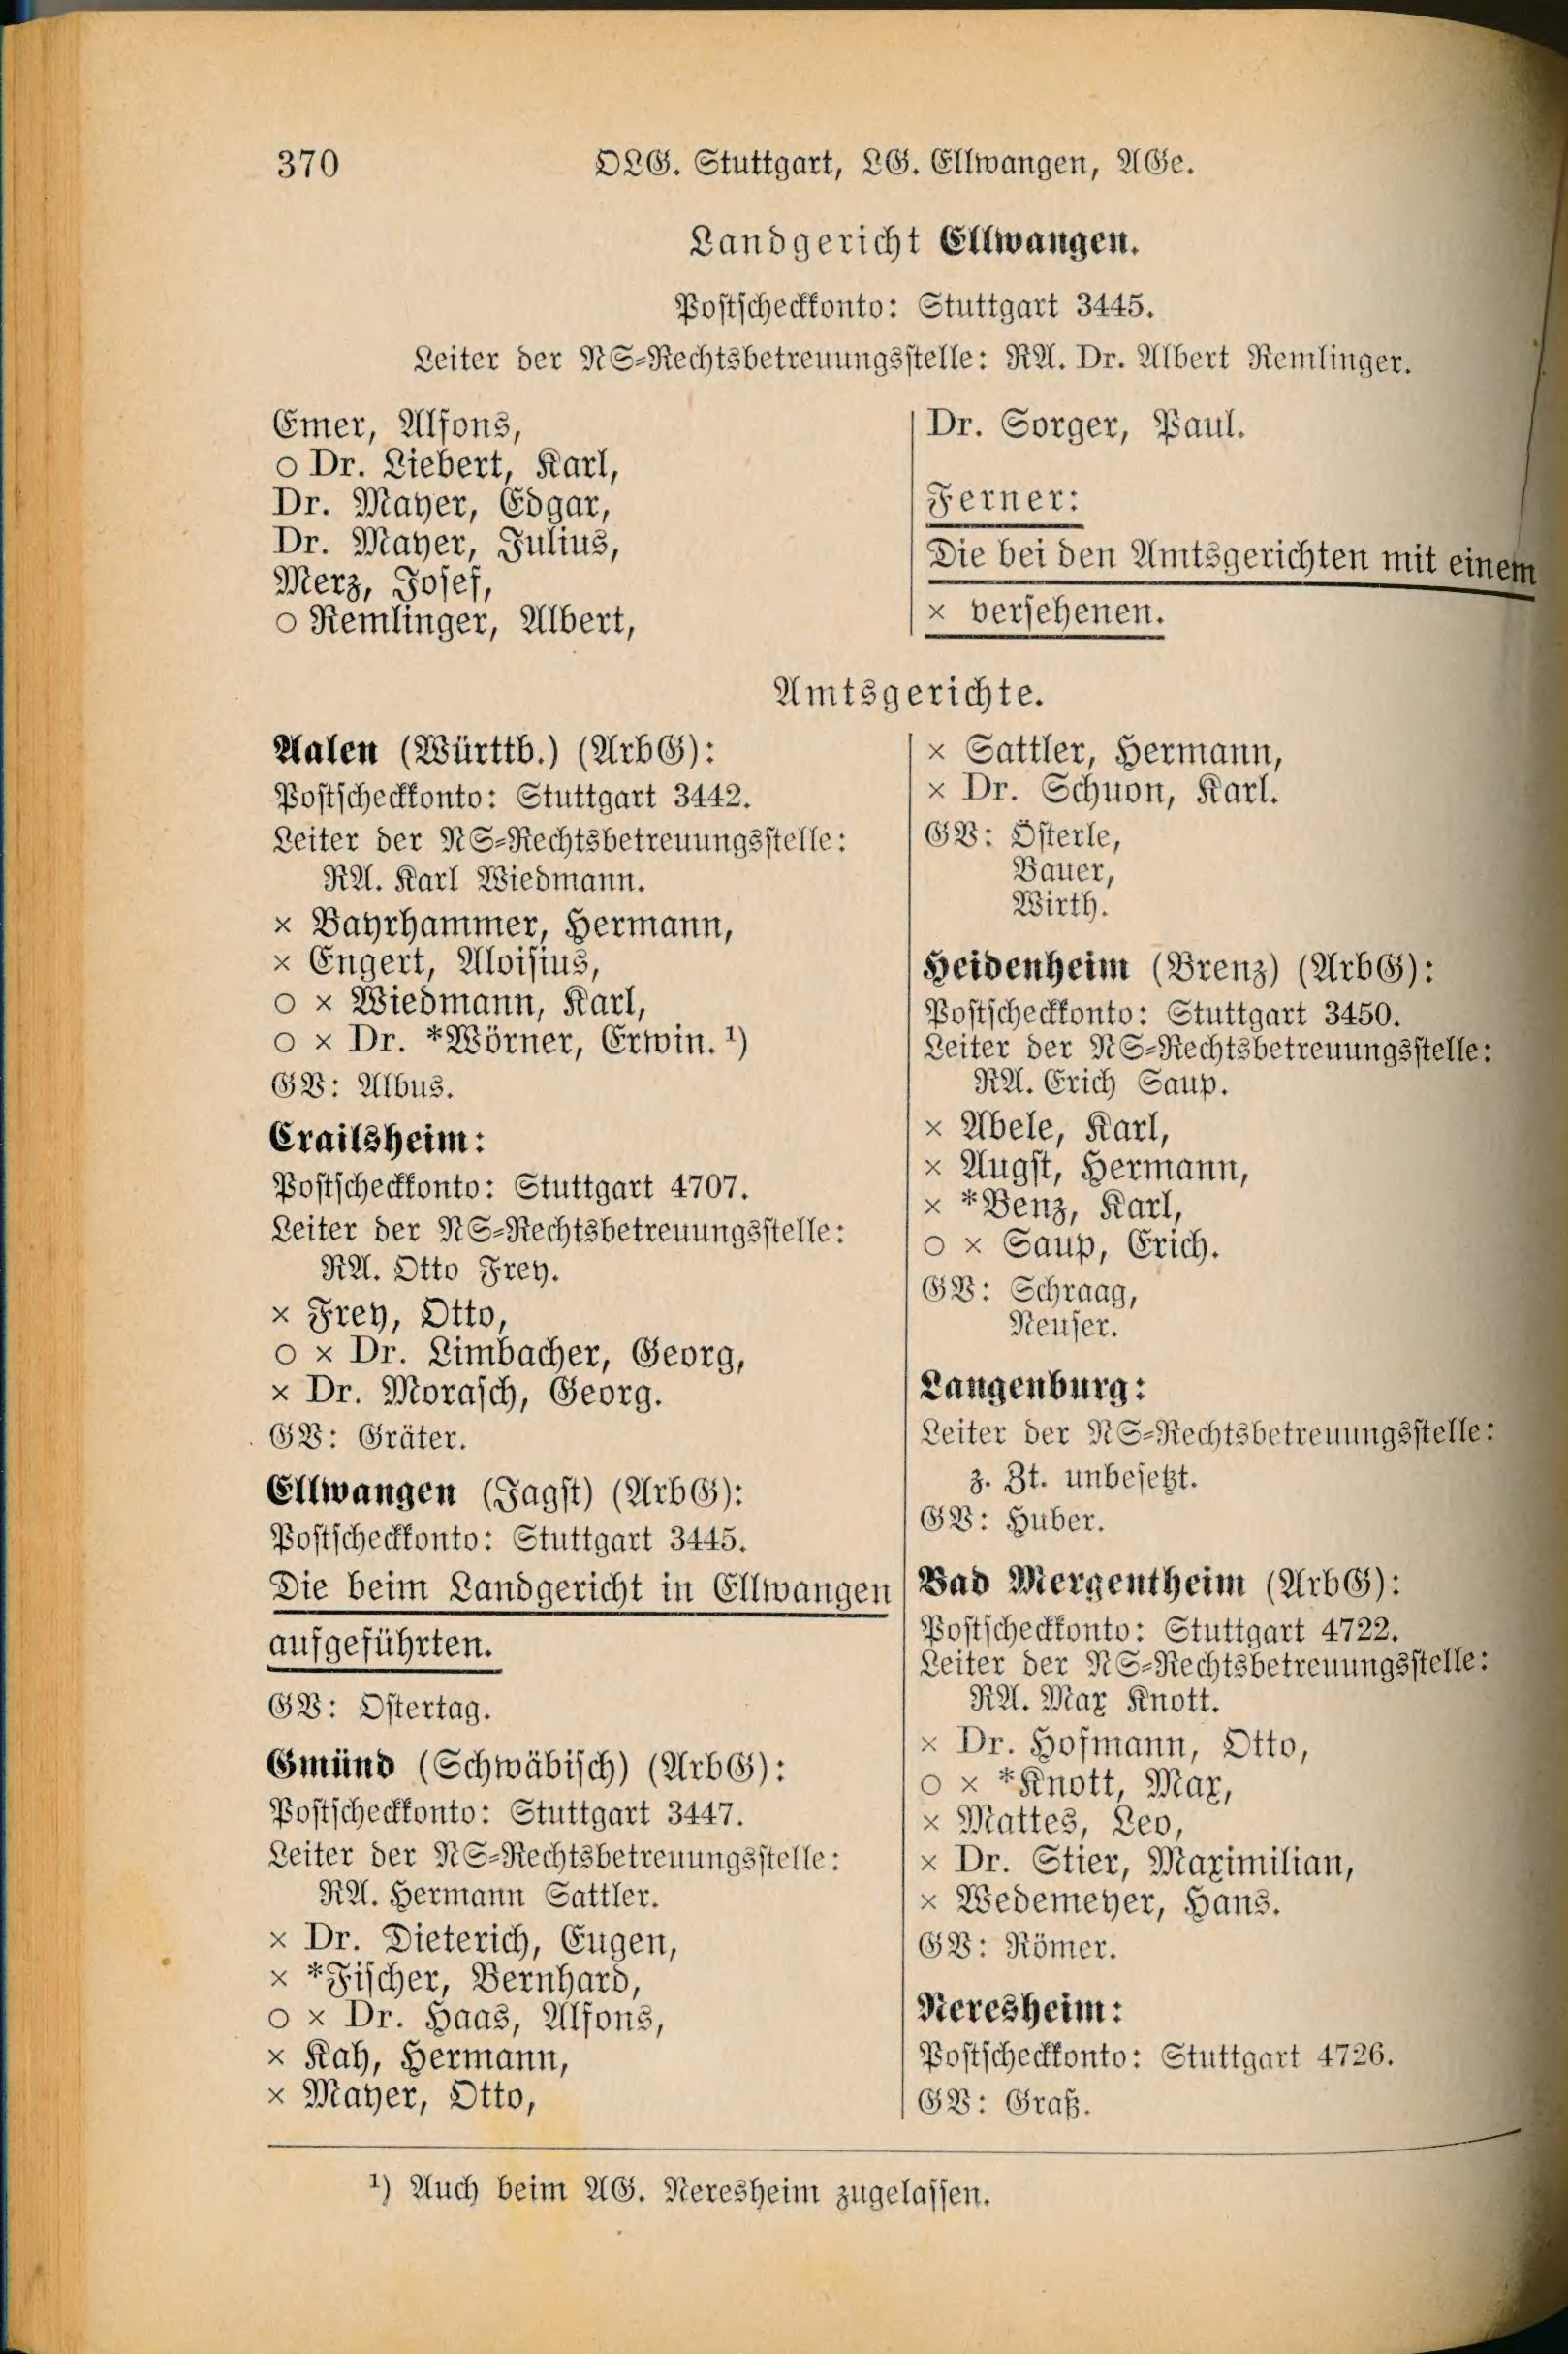 370
OLG. Stuttgart, LG. Ellwangen, AGe.
Landgericht Ellwangen.
Postscheckkonto: Stuttgart 3445.
Leiter der NS-Rechtsbetreuungsstelle: RA. Dr. Albert Remlinger.
Emer, Alfons,
○ Dr. Liebert, Karl,
Dr. Mayer, Edgar,
Dr. Mayer, Julius,
Merz, Josef,
○ Remlinger, Albert,
Dr. Sorger, Paul.
Ferner:
Die bei den Amtsgerichten mit einem
× versehenen.
Amtsgerichte.
Aalen (Württb.) (ArbG):
Postscheckkonto: Stuttgart 3442.
Leiter der NS-Rechtsbetreuungsstelle:
RA. Karl Wiedmann.
× Bayrhammer, Hermann,
× Engert, Aloisius,
○ × Wiedmann, Karl,
○ × Dr. *Wörner, Erwin. ¹)
GV: Albus.
Crailsheim:
Postscheckkonto: Stuttgart 4707.
Leiter der NS-Rechtsbetreuungsstelle:
RA. Otto Frey.
× Frey, Otto,
○ × Dr. Limbacher, Georg,
× Dr. Morasch, Georg.
GV: Gräter.
Ellwangen (Jagst) (ArbG):
Postscheckkonto: Stuttgart 3445.
Die beim Landgericht in Ellwangen
aufgeführten.
GV: Ostertag.
Gmünd (Schwäbisch) (ArbG):
Postscheckkonto: Stuttgart 3447.
Leiter der NS-Rechtsbetreuungsstelle:
RA. Hermann Sattler.
× Dr. Dieterich, Eugen,
× *Fischer, Bernhard,
○ × Dr. Haas, Alfons,
× Kah, Hermann,
× Mayer, Otto,
× Sattler, Hermann,
× Dr. Schuon, Karl.
GV: Österle,
Bauer,
Wirth.
Heidenheim (Brenz) (ArbG):
Postscheckkonto: Stuttgart 3450.
Leiter der NS-Rechtsbetreuungsstelle:
RA. Erich Saup.
× Abele, Karl,
× Augst, Hermann,
× *Benz, Karl,
○ × Saup, Erich.
GV: Schraag,
Neuser.
Langenburg:
Leiter der NS-Rechtsbetreuungsstelle:
z. Zt. unbesetzt.
GV: Huber.
Bad Mergentheim (ArbG):
Postscheckkonto: Stuttgart 4722.
Leiter der NS-Rechtsbetreuungsstelle:
RA. Max Knott.
× Dr. Hofmann, Otto,
○ × *Knott, Max,
× Mattes, Leo,
× Dr. Stier, Maximilian,
× Wedemeyer, Hans.
GV: Römer.
Neresheim:
Postscheckkonto: Stuttgart 4726.
GV: Graß.
¹) Auch beim AG. Neresheim zugelassen.